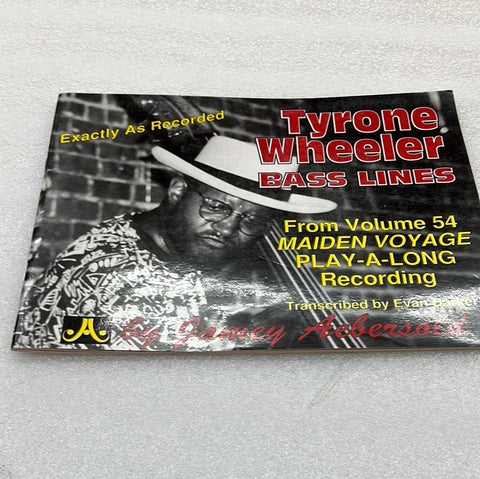 Exactly As Recorded
Tyrone
Wheeler
BASS LINES
From Volume 54
MAIDEN VOYAGE
PLAY-A-LONG
Recording
Transcribed by Evan
A by Jamey Aebersold